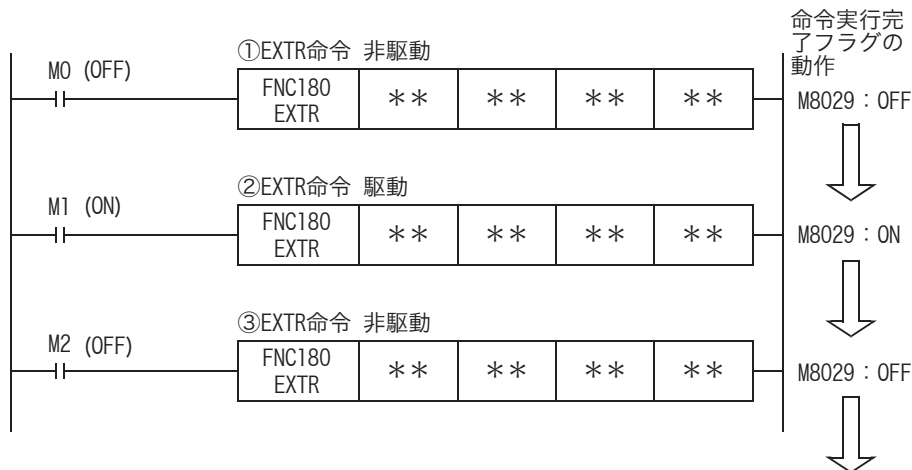 命令実行完
了フラグの
動作
①EXTR命令 非駆動
M0 (OFF)
FNC180
EXTR
** ** ** **
M8029：OFF
②EXTR命令 駆動
M1 (ON)
FNC180
EXTR
** ** ** **
M8029：ON
③EXTR命令 非駆動
M2 (OFF)
FNC180
EXTR
** ** ** **
M8029：OFF